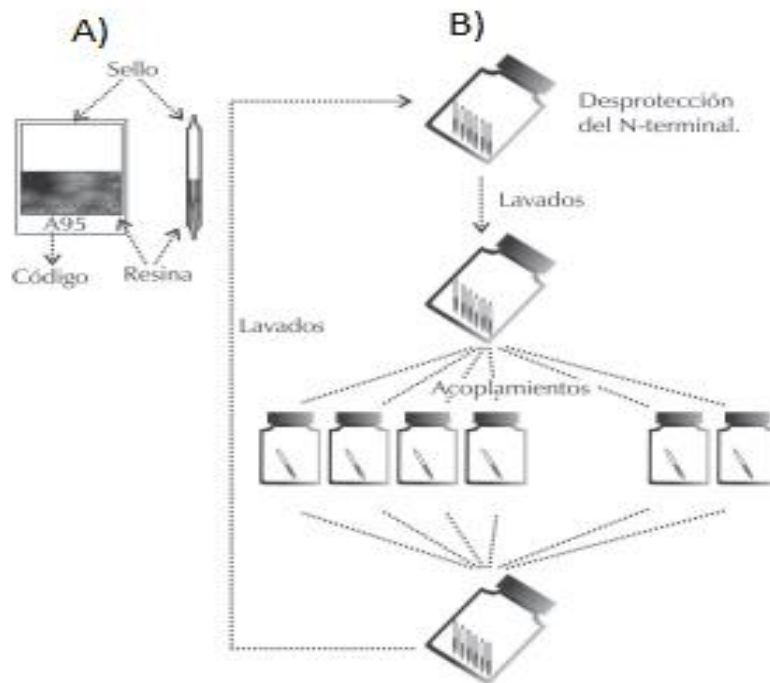 A)
B)
Sello
Desprotección
del N-terminal.
A95
Lavados
Código
Resina
Lavados
Acoplamientos